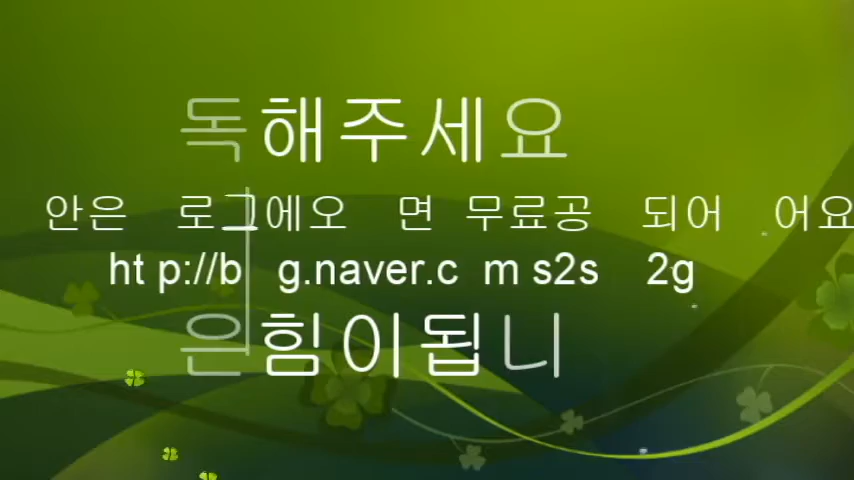 독해주세요
안은 로그에오 면 무료공 되어 어요
ht p://b g.naver.c m s2s 2g
은힘이됩니